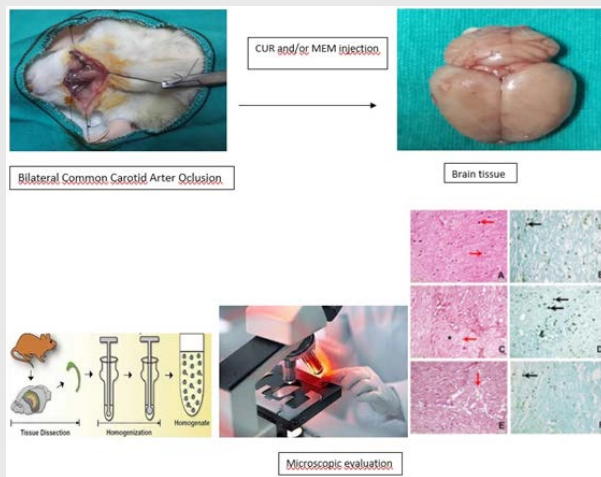 CUR and/or MEM injection
Bilateral Common Carotid Arter Oclusion
Brain tissue
A
B
C
D
E
F
Tissue Dissection
Homogenization
Homogenate
Microscopic evaluation